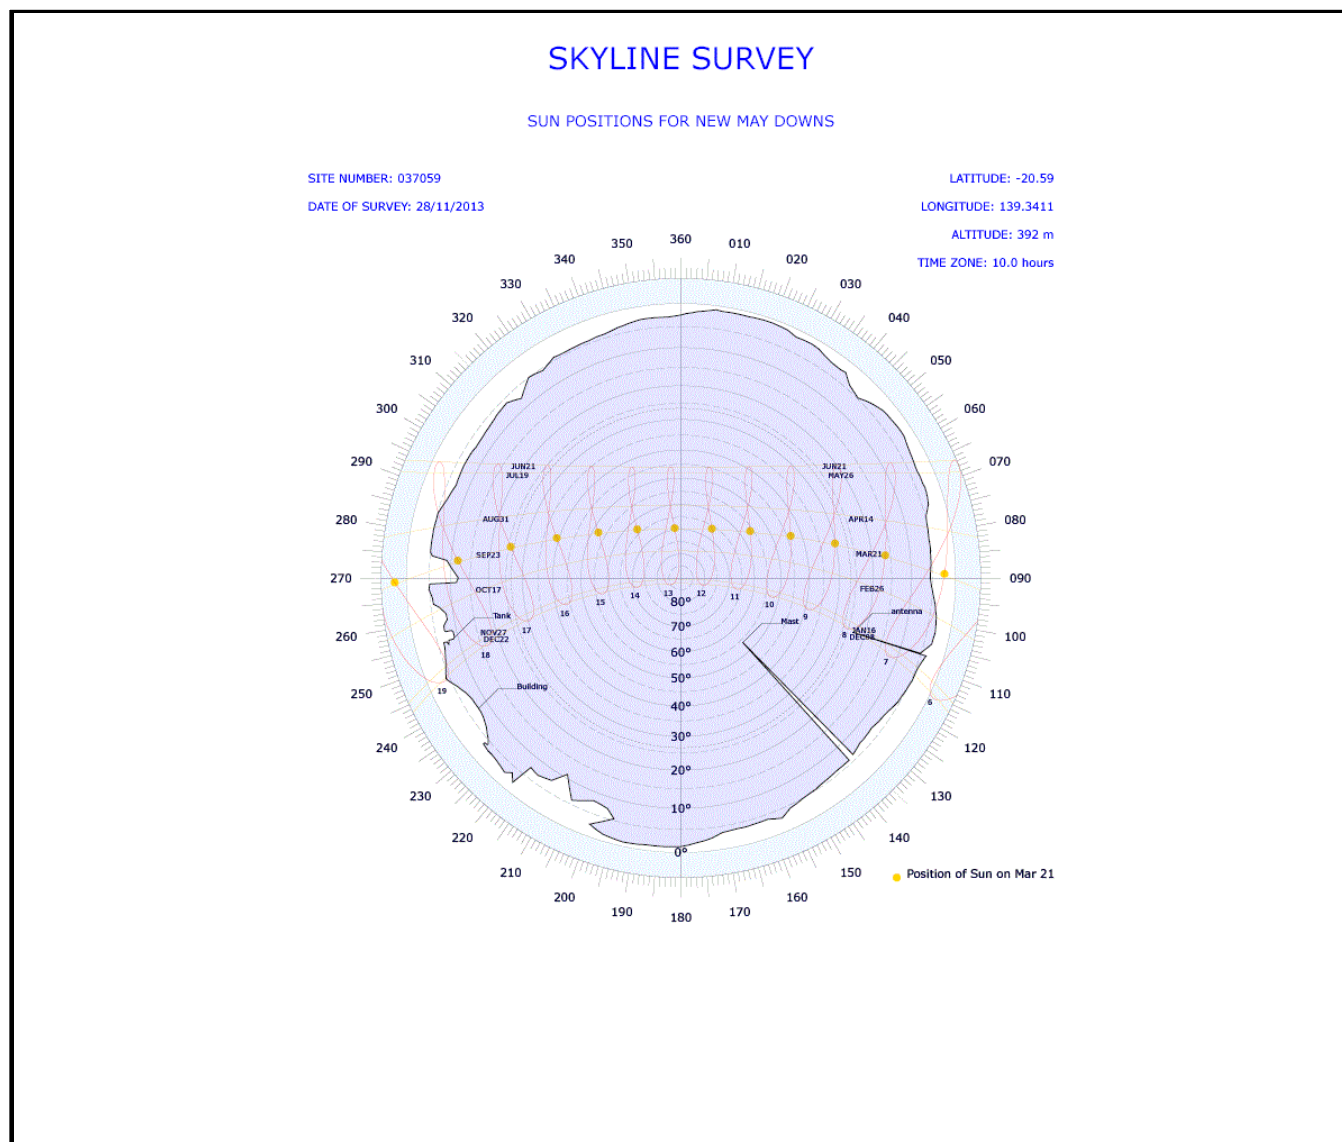 SKYLINE SURVEY
SUN POSITIONS FOR NEW MAY DOWNS
SITE NUMBER: 037059
LATITUDE: -20.59
DATE OF SURVEY: 28/11/2013
LONGITUDE: 139.3411
ALTITUDE: 392 m
TIME ZONE: 10.0 hours
350 360 010
340 020
330 030
320 040
310 050
300 060
290 JUN21 JUN21 070
JUL19 MAY26
280 AUG31 APR14 080
SEP23 MAR21
270 090
OCT17 FEB26
19 18 17 16 15 14 13 12 11 10 9 8 7 6
80°
Tank antenna
Mast
70°
260 NOV27 JAN16 100
DEC22 DEC08
60°
50°
Building
250 110
40°
30°
240 120
20°
230 130
10°
220 140
0°
210 150
Position of Sun on Mar 21
200 160
190 180 170